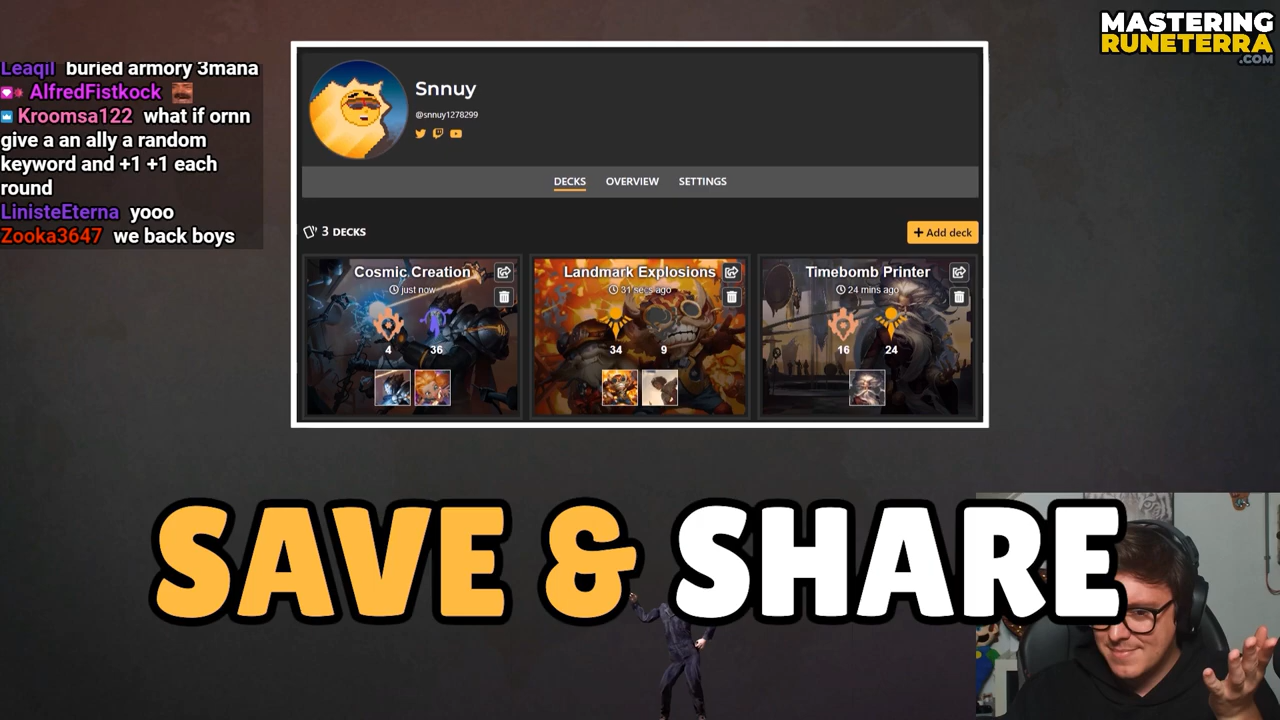 MASTERING
RUNETERRA
.COM
Leaqil buried armory 3mana
AlfredFistkock
Kroomsa122 what if ornn
give a an ally a random
keyword and +1 +1 each
round
LinisteEterna yooo
Zooka3647 we back boys
Snnuy
@snnuy1278299
DECKS OVERVIEW SETTINGS
3 DECKS
+ Add deck
Cosmic Creation
just now
4 36
Landmark Explosions
31 secs ago
34 9
Timebomb Printer
24 mins ago
16 24
SAVE & SHARE